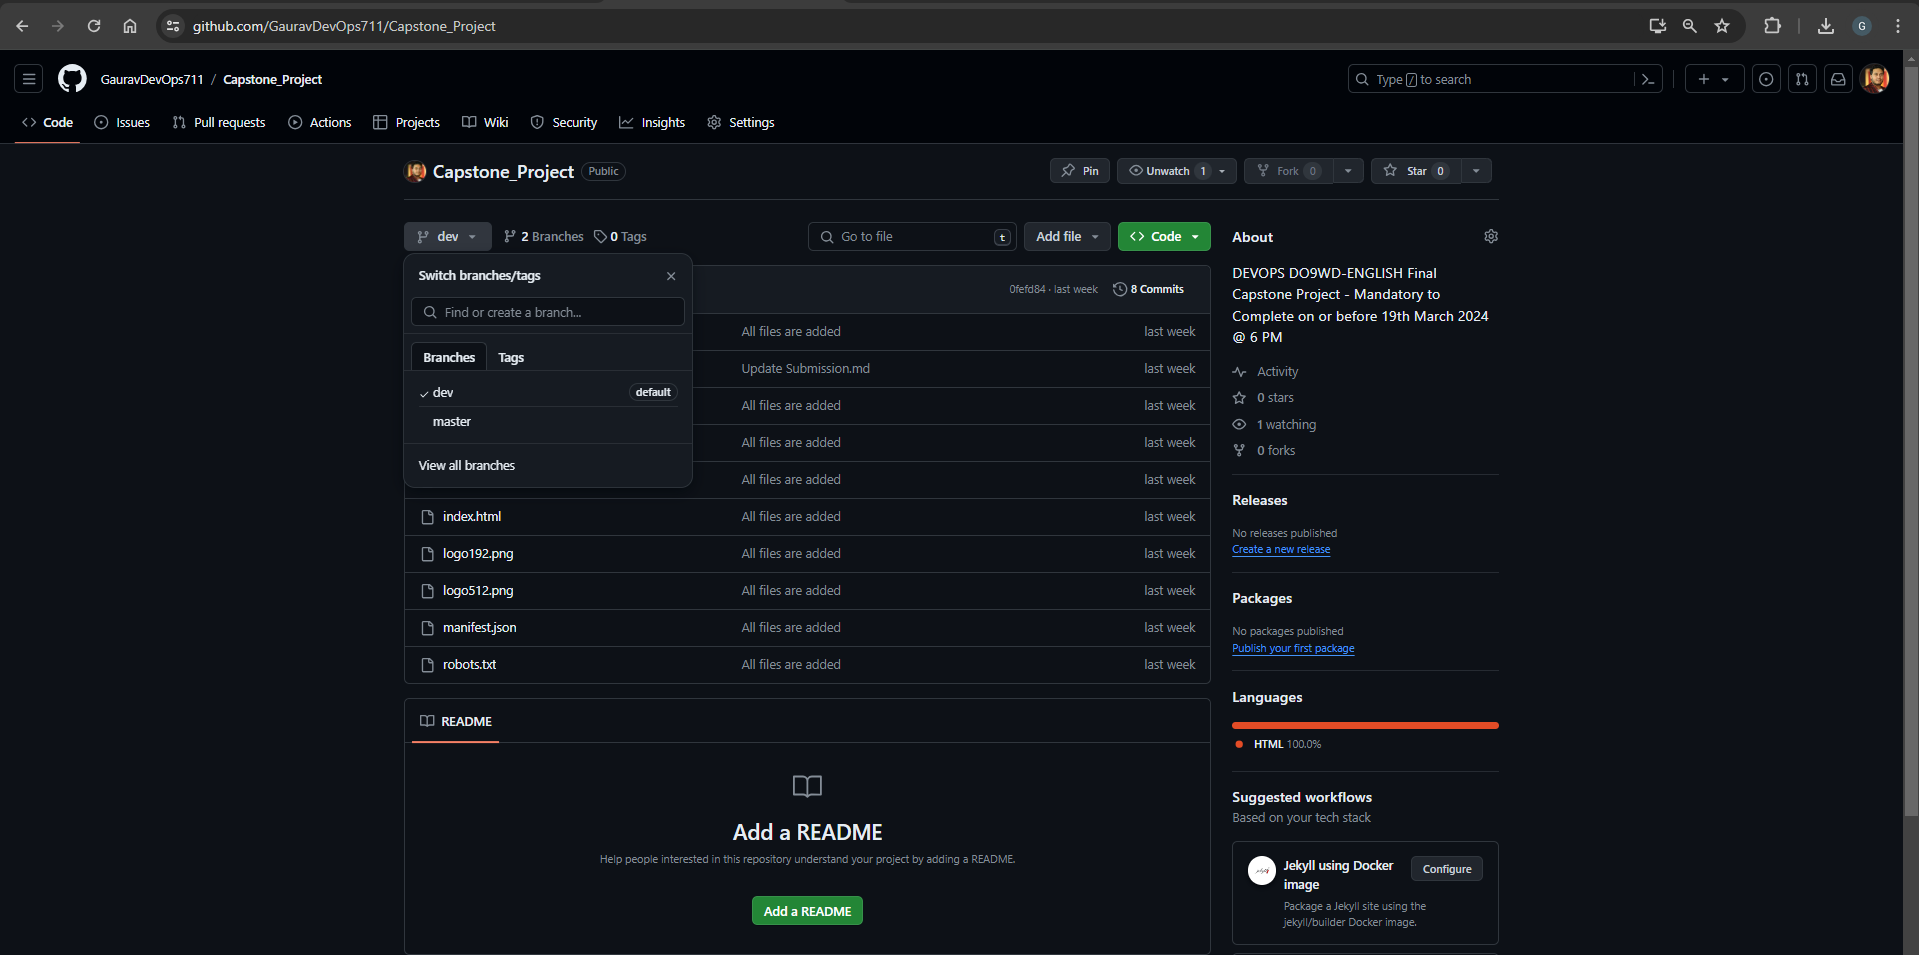 github.com/GauravDevOps711/Capstone_Project
G
GauravDevOps711 / Capstone_Project
Type / to search
Code Issues Pull requests Actions Projects Wiki Security Insights Settings
Capstone_Project Public
Pin Unwatch 1 Fork 0 Star 0
dev 2 Branches 0 Tags
Go to file t Add file Code
Switch branches/tags
Find or create a branch...
Branches Tags
dev default
master
View all branches
0fefd84 · last week 8 Commits
All files are added last week
Update Submission.md last week
All files are added last week
All files are added last week
All files are added last week
index.html All files are added last week
logo192.png All files are added last week
logo512.png All files are added last week
manifest.json All files are added last week
robots.txt All files are added last week
README
Add a README
Help people interested in this repository understand your project by adding a README.
Add a README
About
DEVOPS DO9WD-ENGLISH Final
Capstone Project - Mandatory to
Complete on or before 19th March 2024
@ 6 PM
Activity
0 stars
1 watching
0 forks
Releases
No releases published
Create a new release
Packages
No packages published
Publish your first package
Languages
HTML 100.0%
Suggested workflows
Based on your tech stack
Jekyll using Docker
image
Configure
Package a Jekyll site using the
jekyll/builder Docker image.